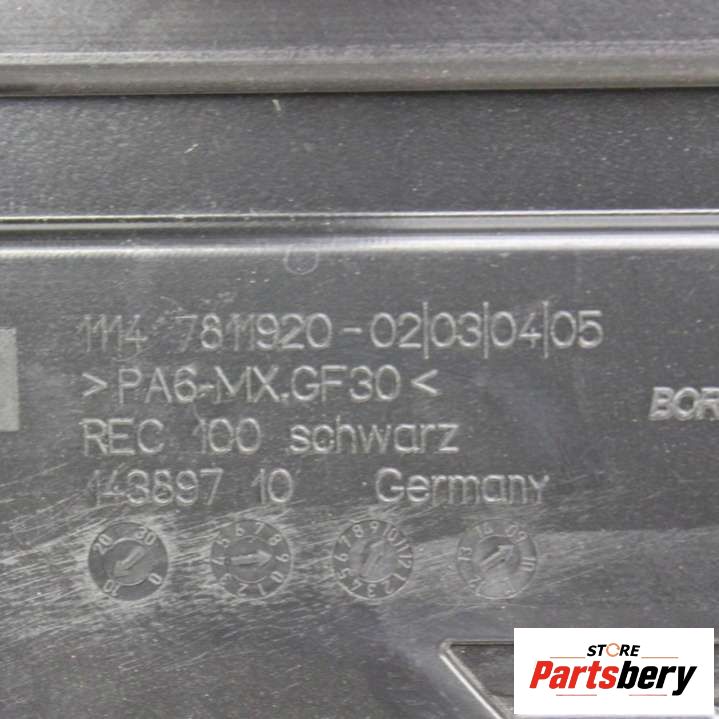 1114 7811920-02|03|04|05
>PA6-MX.GF30<
BOR
REC 100 schwarz
143897 10 Germany
STORE
Partsbery